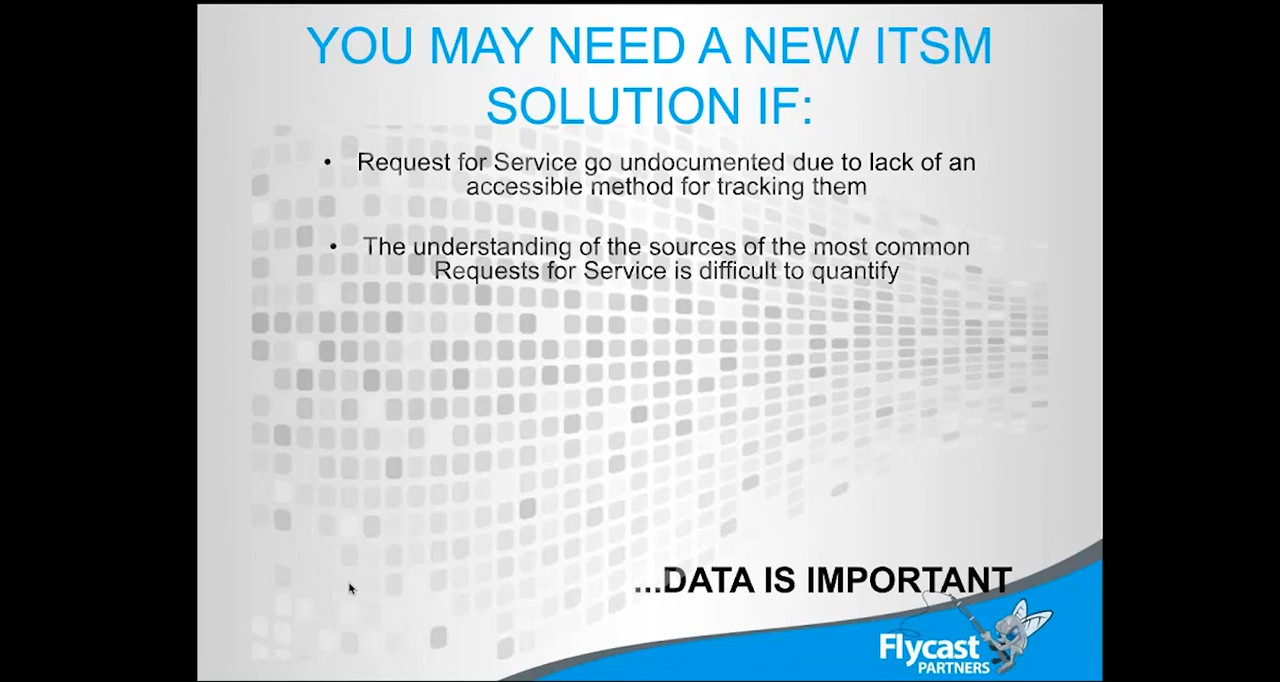 YOU MAY NEED A NEW ITSM
SOLUTION IF:
• Request for Service go undocumented due to lack of an
accessible method for tracking them
• The understanding of the sources of the most common
Requests for Service is difficult to quantify
...DATA IS IMPORTANT
Flycast
PARTNERS